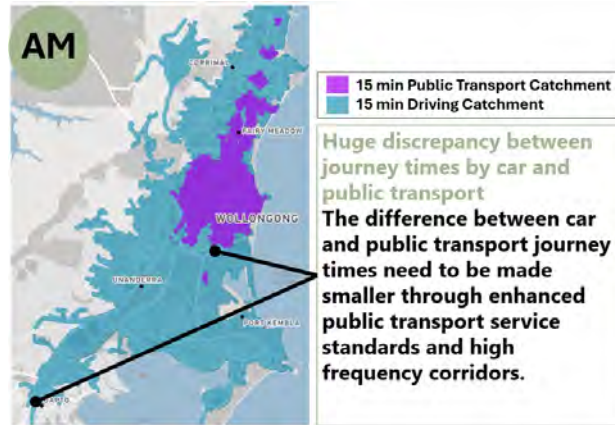 AM
CORRIMAL
FAIRY MEADOW
WOLLONGONG
UNANDERRA
PORT KEMBLA
15 min Public Transport Catchment
15 min Driving Catchment
Huge discrepancy between
journey times by car and
public transport
The difference between car
and public transport journey
times need to be made
smaller through enhanced
public transport service
standards and high
frequency corridors.